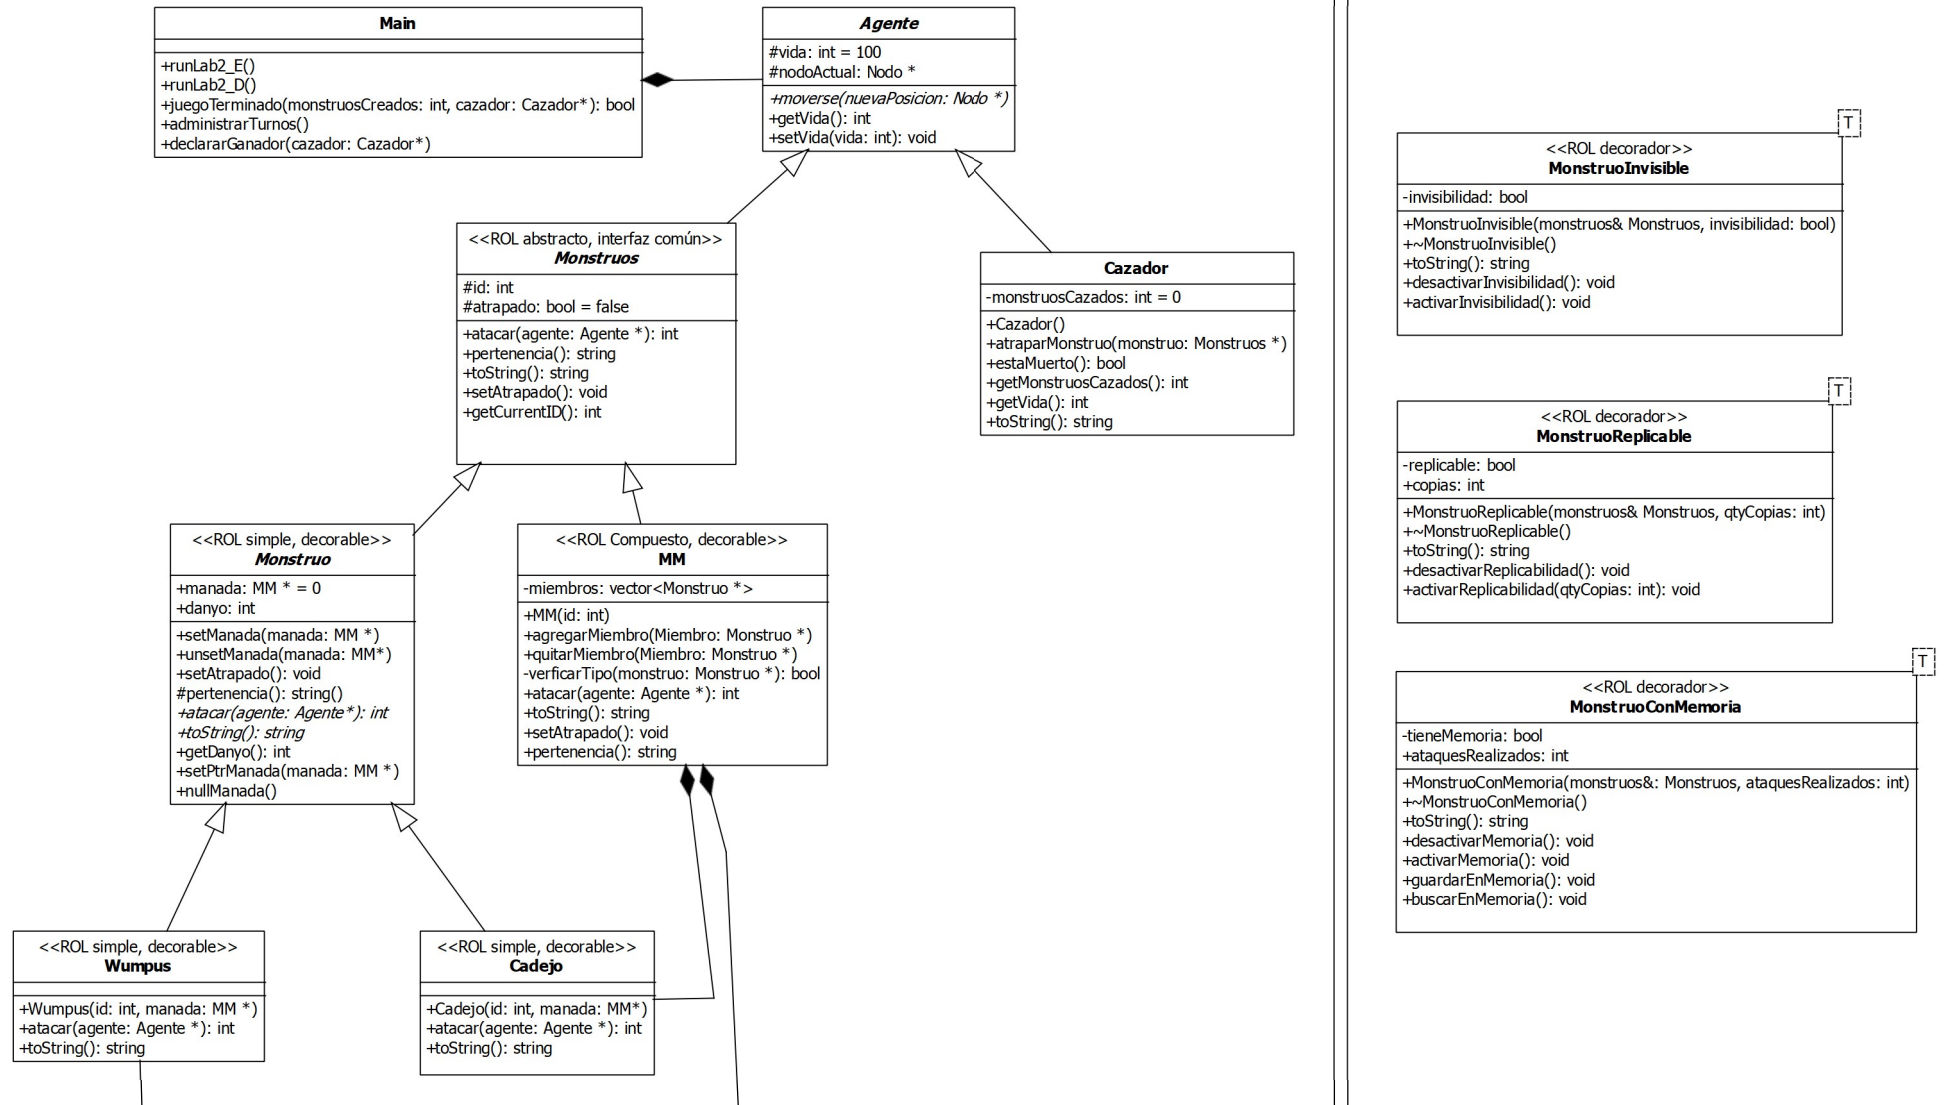 Main
+runLab2_E()
+runLab2_D()
+juegoTerminado(monstruosCreados: int, cazador: Cazador*): bool
+administrarTurnos()
+declararGanador(cazador: Cazador*)
Agente
#vida: int = 100
#nodoActual: Nodo *
+moverse(nuevaPosicion: Nodo *)
+getVida(): int
+setVida(vida: int): void
<<ROL abstracto, interfaz común>>
Monstruos
#id: int
#atrapado: bool = false
+atacar(agente: Agente *): int
+pertenencia(): string
+toString(): string
+setAtrapado(): void
+getCurrentID(): int
Cazador
-monstruosCazados: int = 0
+Cazador()
+atraparMonstruo(monstruo: Monstruos *)
+estaMuerto(): bool
+getMonstruosCazados(): int
+getVida(): int
+toString(): string
<<ROL simple, decorable>>
Monstruo
+manada: MM * = 0
+danyo: int
+setManada(manada: MM *)
+unsetManada(manada: MM*)
+setAtrapado(): void
#pertenencia(): string()
+atacar(agente: Agente*): int
+toString(): string
+getDanyo(): int
+setPtrManada(manada: MM *)
+nullManada()
<<ROL Compuesto, decorable>>
MM
-miembros: vector<Monstruo *>
+MM(id: int)
+agregarMiembro(Miembro: Monstruo *)
+quitarMiembro(Miembro: Monstruo *)
-verficarTipo(monstruo: Monstruo *): bool
+atacar(agente: Agente *): int
+toString(): string
+setAtrapado(): void
+pertenencia(): string
<<ROL simple, decorable>>
Wumpus
+Wumpus(id: int, manada: MM *)
+atacar(agente: Agente *): int
+toString(): string
<<ROL simple, decorable>>
Cadejo
+Cadejo(id: int, manada: MM*)
+atacar(agente: Agente *): int
+toString(): string
T
<<ROL decorador>>
MonstruoInvisible
-invisibilidad: bool
+MonstruoInvisible(monstruos& Monstruos, invisibilidad: bool)
+~MonstruoInvisible()
+toString(): string
+desactivarInvisibilidad(): void
+activarInvisibilidad(): void
T
<<ROL decorador>>
MonstruoReplicable
-replicable: bool
+copias: int
+MonstruoReplicable(monstruos& Monstruos, qtyCopias: int)
+~MonstruoReplicable()
+toString(): string
+desactivarReplicabilidad(): void
+activarReplicabilidad(qtyCopias: int): void
T
<<ROL decorador>>
MonstruoConMemoria
-tieneMemoria: bool
+ataquesRealizados: int
+MonstruoConMemoria(monstruos&: Monstruos, ataquesRealizados: int)
+~MonstruoConMemoria()
+toString(): string
+desactivarMemoria(): void
+activarMemoria(): void
+guardarEnMemoria(): void
+buscarEnMemoria(): void